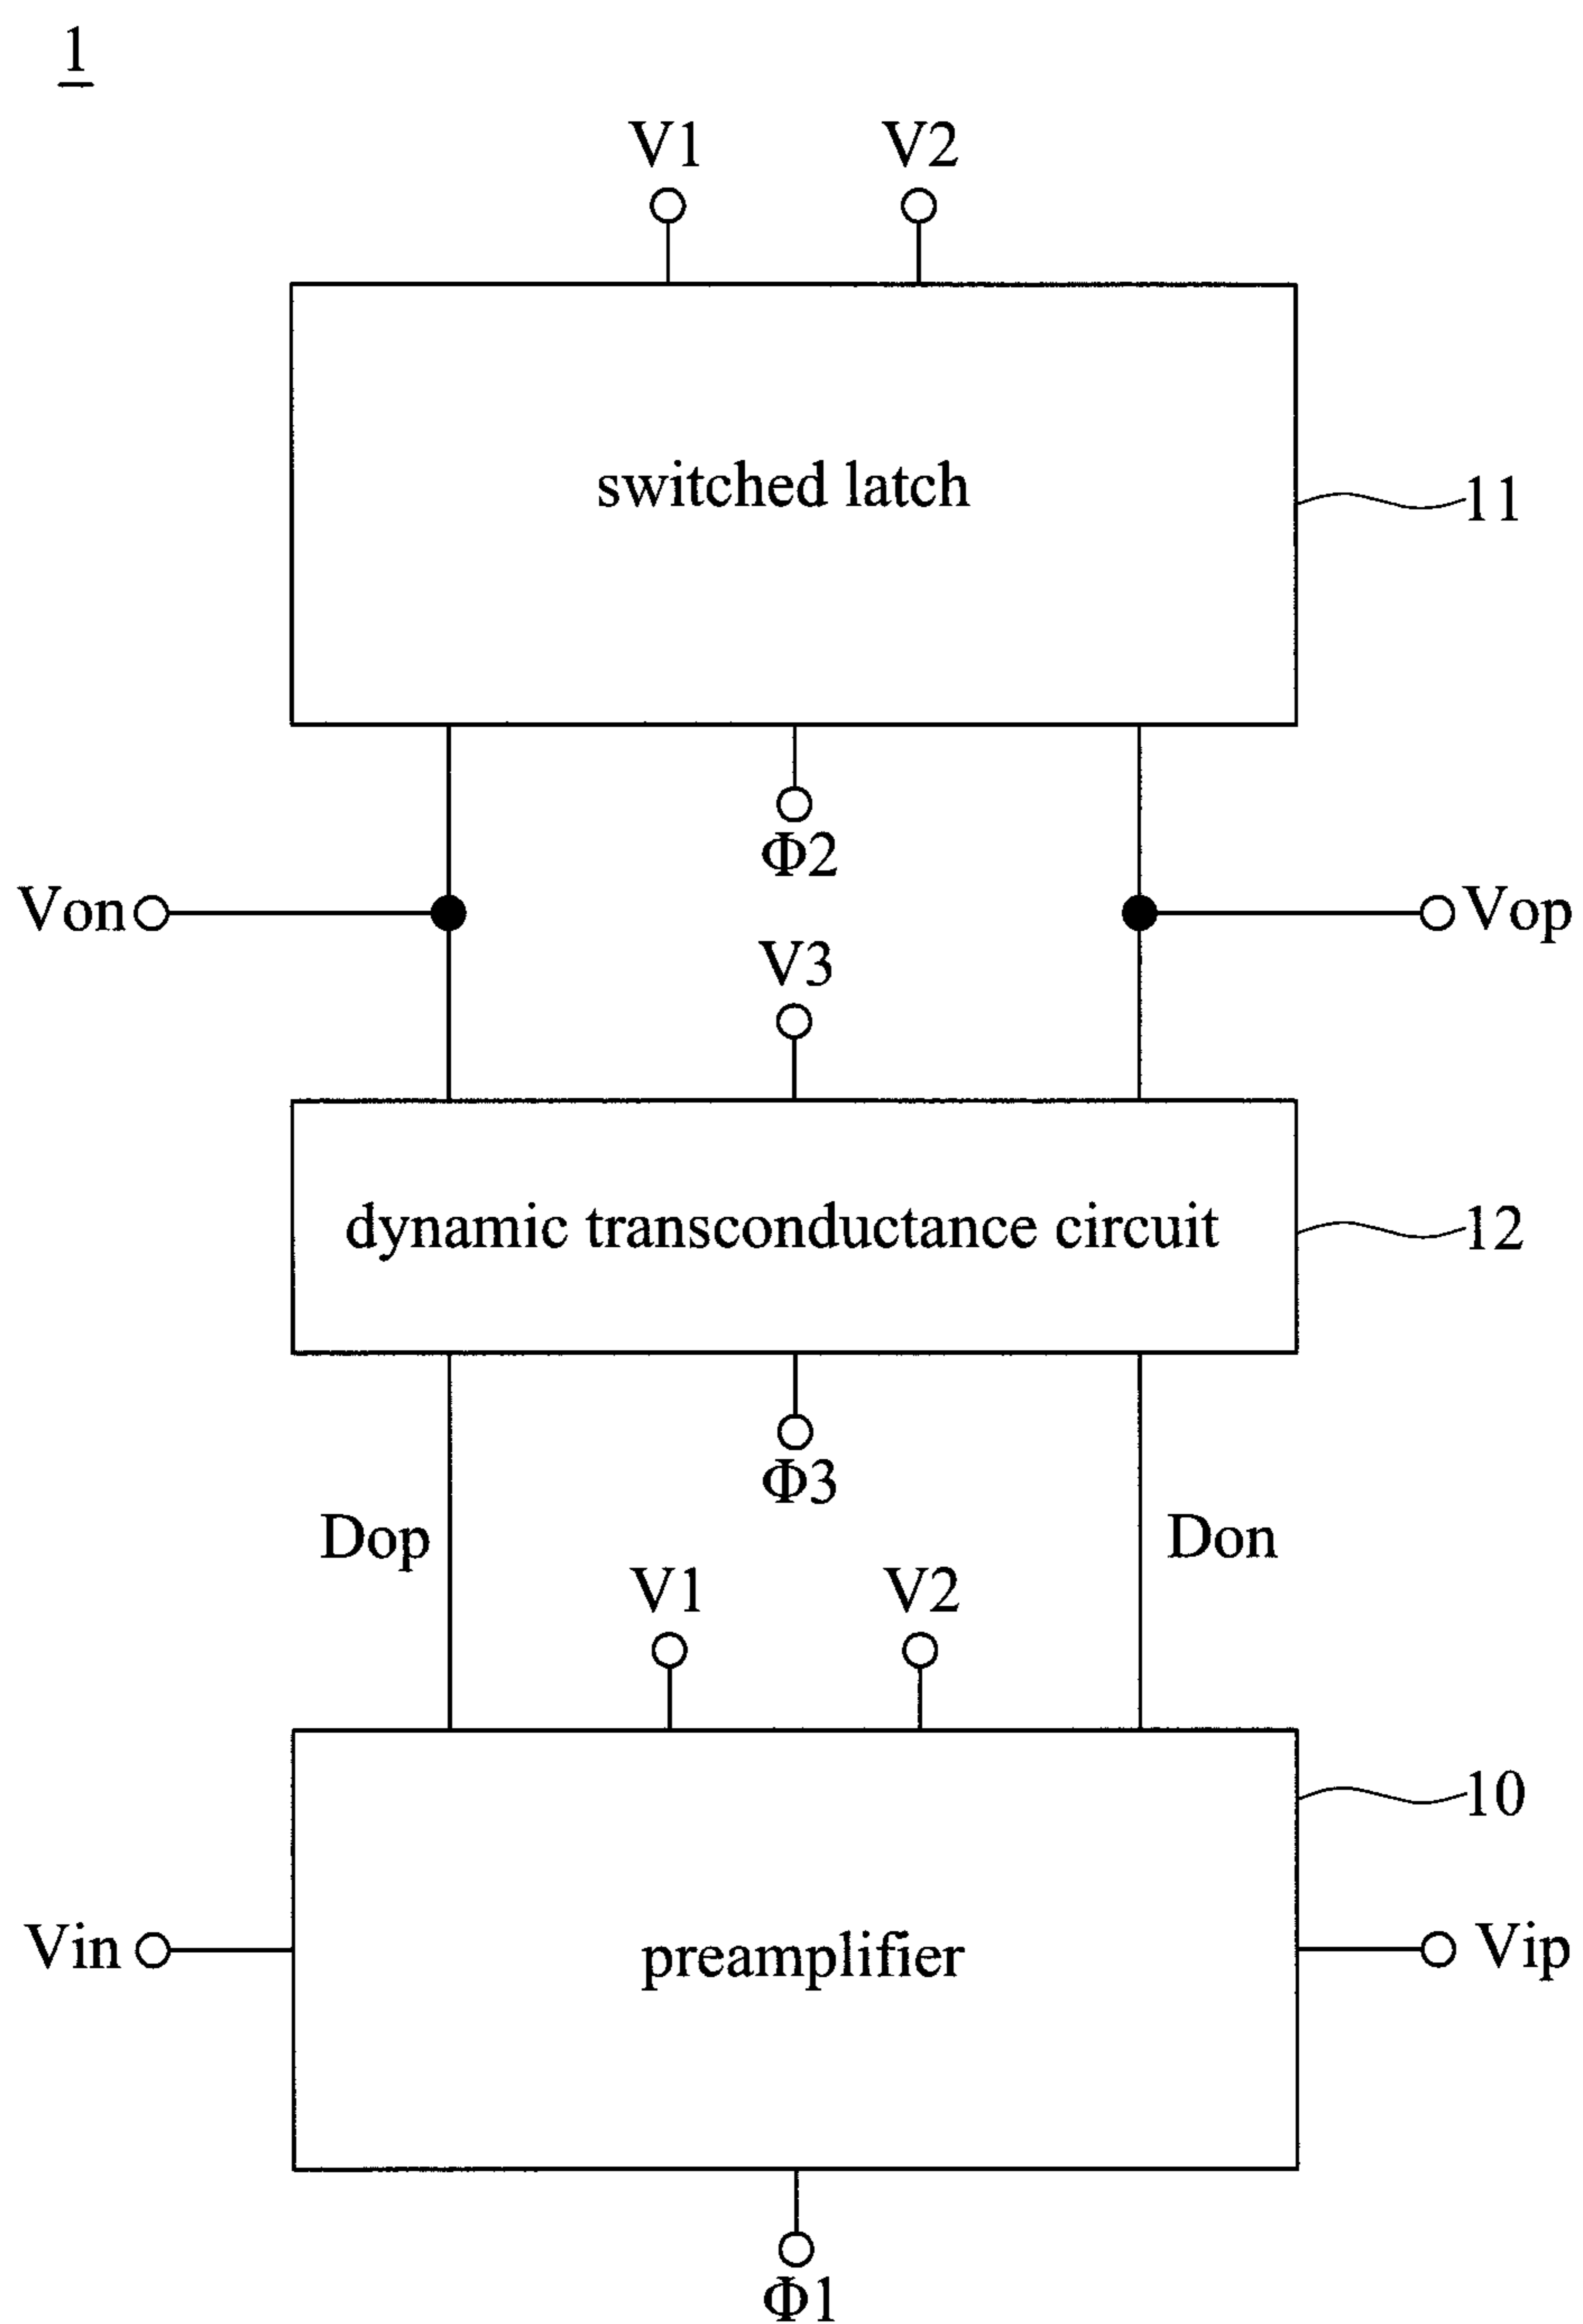 1
V1 V2
switched latch
11
Φ2
Von
Vop
V3
dynamic transconductance circuit
12
Φ3
Dop
Don
V1 V2
10
Vin
preamplifier
Vip
Φ1